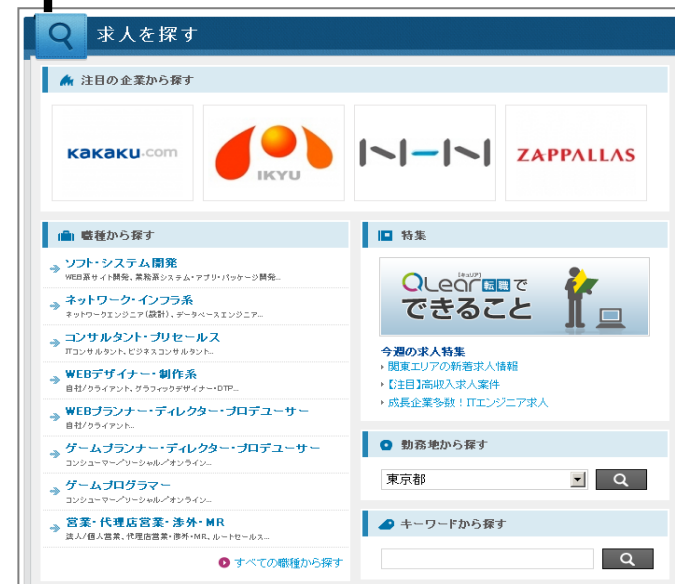 求人を探す
注目の企業から探す
kakaku.com
IKYU
N-N
ZAPPALLAS
職種から探す
ソフト・システム開発
WEB系サイト開発、業務系システム・アプリ・パッケージ開発…
ネットワーク・インフラ系
ネットワークエンジニア(設計)、データベースエンジニア…
コンサルタント・プリセールス
ITコンサルタント、ビジネスコンサルタント…
WEBデザイナー・制作系
自社/クライアント、グラフィックデザイナー・DTP…
WEBプランナー・ディレクター・プロデューサー
自社/クライアント…
ゲームプランナー・ディレクター・プロデューサー
コンシューマー/ソーシャル/オンライン…
ゲームプログラマー
コンシューマー/ソーシャル/オンライン…
営業・代理店営業・渉外・MR
法人/個人営業、代理店営業・渉外・MR、ルートセールス…
すべての職種から探す
特集
[キュリア]
QLear転職で
できること
今週の求人特集
関東エリアの新着求人情報
【注目】高収入求人案件
成長企業多数！ITエンジニア求人
勤務地から探す
東京都
キーワードから探す